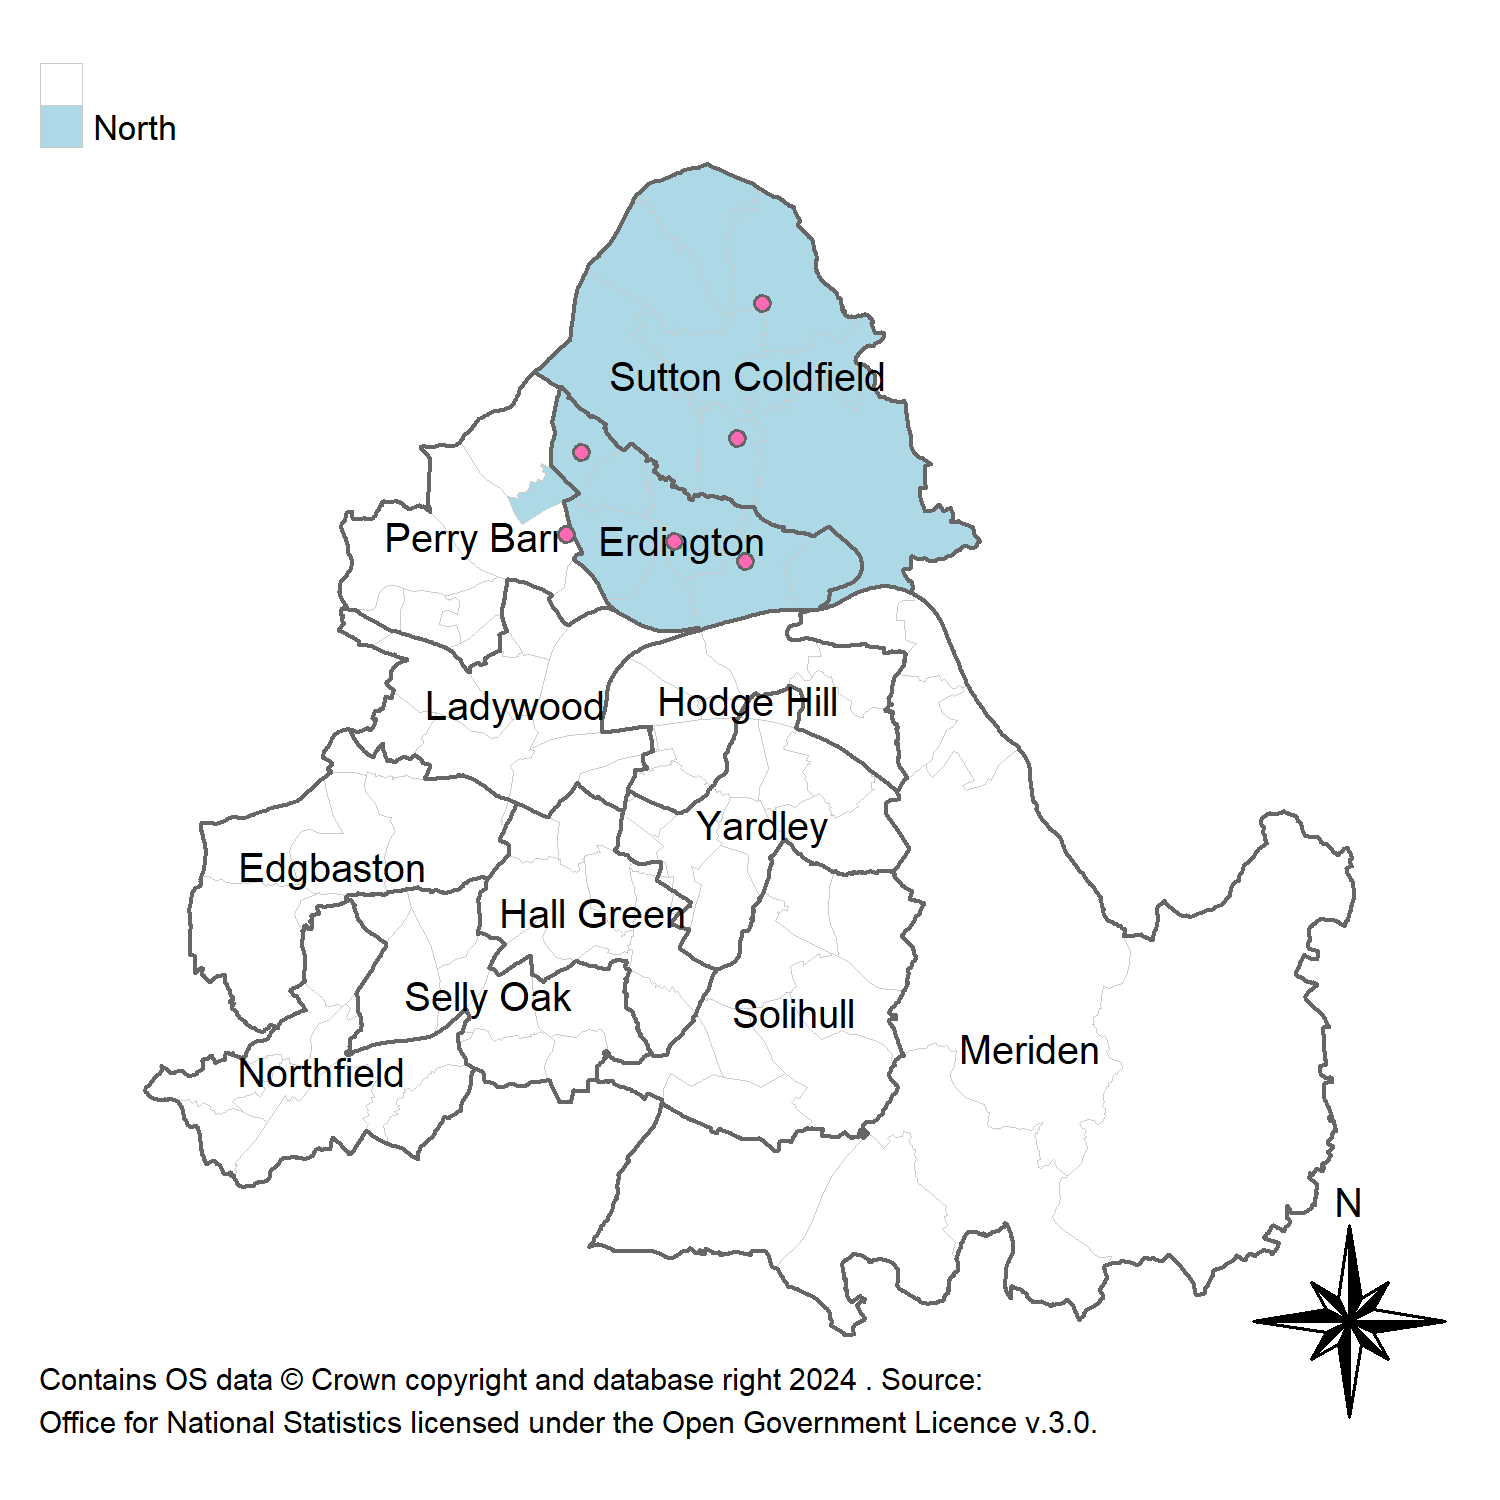 North
Sutton Coldfield
Perry Barr
Erdington
Ladywood
Hodge Hill
Yardley
Edgbaston
Hall Green
Selly Oak
Solihull
Meriden
Northfield
N
Contains OS data © Crown copyright and database right 2024 . Source:
Office for National Statistics licensed under the Open Government Licence v.3.0.